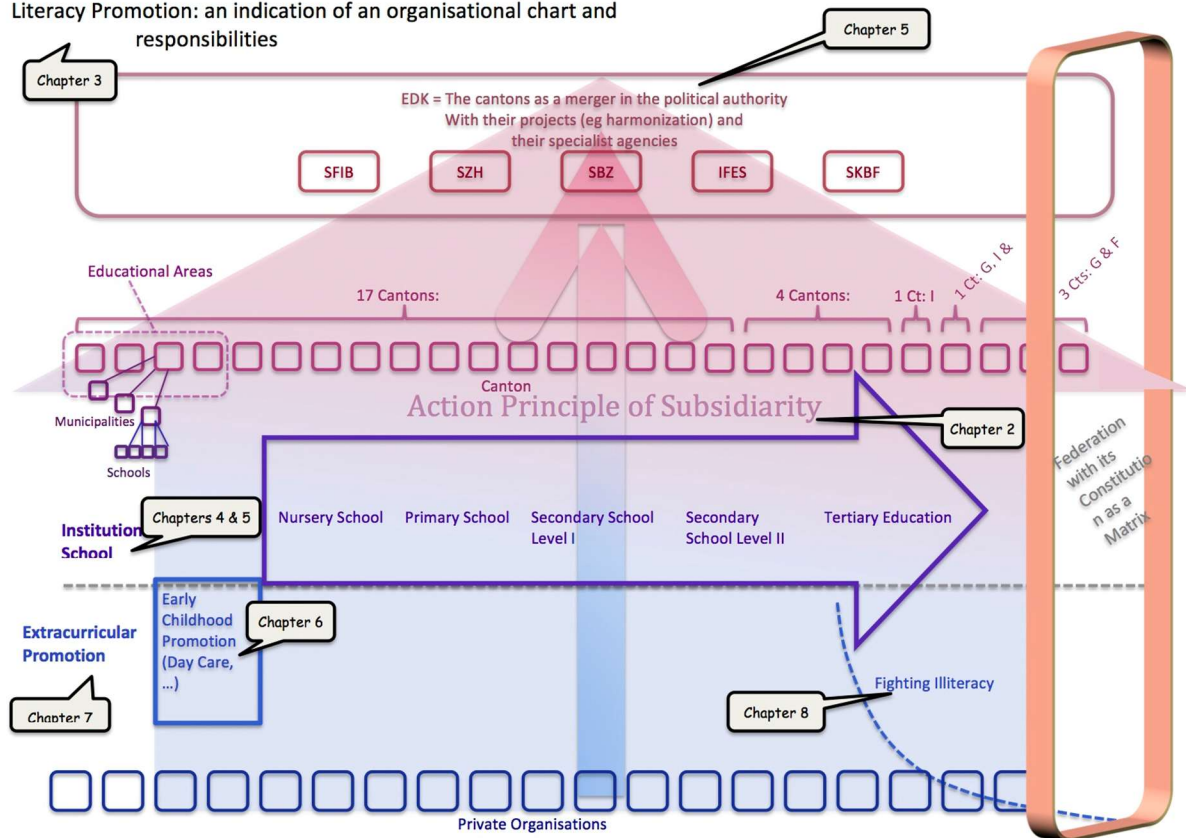 Literacy Promotion: an indication of an organisational chart and
responsibilities
Chapter 3
Chapter 5
EDK = The cantons as a merger in the political authority
With their projects (eg harmonization) and
their specialist agencies
SFIB
SZH
SBZ
IFES
SKBF
Educational Areas
17 Cantons:
4 Cantons:
1 Ct: I
1 Ct: G, I &
3 Cts: G & F
Canton
Municipalities
Schools
Action Principle of Subsidiarity
Chapter 2
Federation
with its
Constitutio
n as a
Matrix
Institution
School
Chapters 4 & 5
Nursery School
Primary School
Secondary School
Level I
Secondary
School Level II
Tertiary Education
Early
Childhood
Promotion
(Day Care,
...)
Chapter 6
Extracurricular
Promotion
Chapter 7
Fighting Illiteracy
Chapter 8
Private Organisations